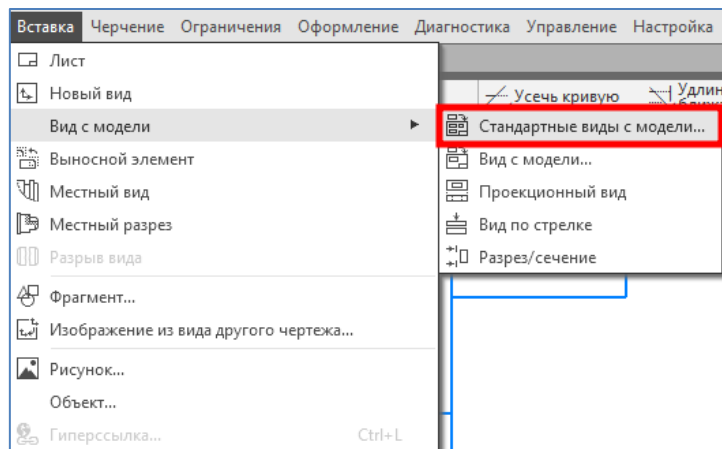 Вставка Черчение Ограничения Оформление Диагностика Управление Настройка
Лист
Новый вид
Усечь кривую
Вид с модели
Стандартные виды с модели...
Выносной элемент
Вид с модели...
Местный вид
Проекционный вид
Местный разрез
Вид по стрелке
Разрыв вида
Разрез/сечение
Фрагмент...
Изображение из вида другого чертежа...
Рисунок...
Объект...
Гиперссылка... Ctrl+L